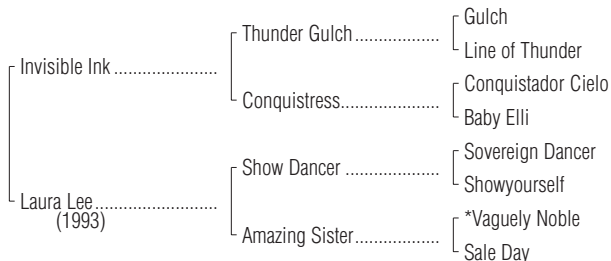 Gulch
Thunder Gulch....................
Line of Thunder
Invisible Ink ......................
Conquistador Cielo
Conquistress.......................
Baby Elli
Sovereign Dancer
Show Dancer ......................
Showyourself
Laura Lee..........................
(1993)
*Vaguely Noble
Amazing Sister....................
Sale Day